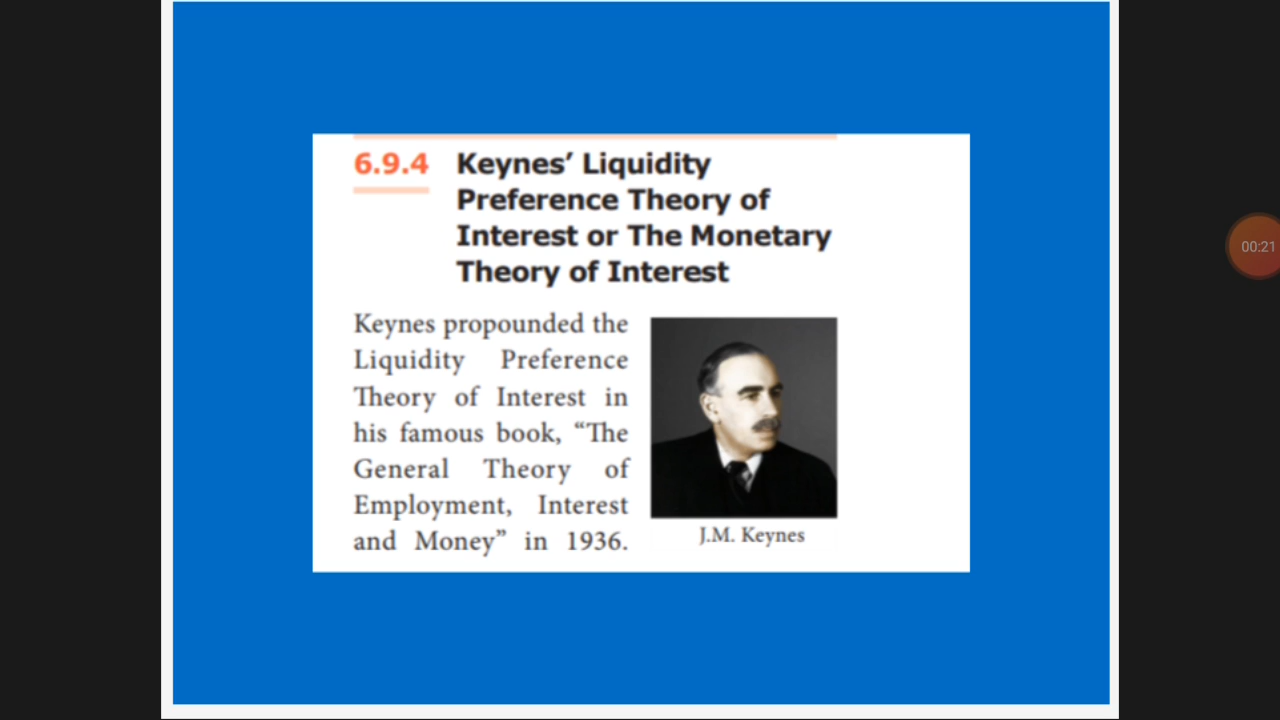 6.9.4 Keynes’ Liquidity
Preference Theory of
Interest or The Monetary
Theory of Interest
Keynes propounded the
Liquidity Preference
Theory of Interest in
his famous book, “The
General Theory of
Employment, Interest
and Money” in 1936.
J.M. Keynes
00:21